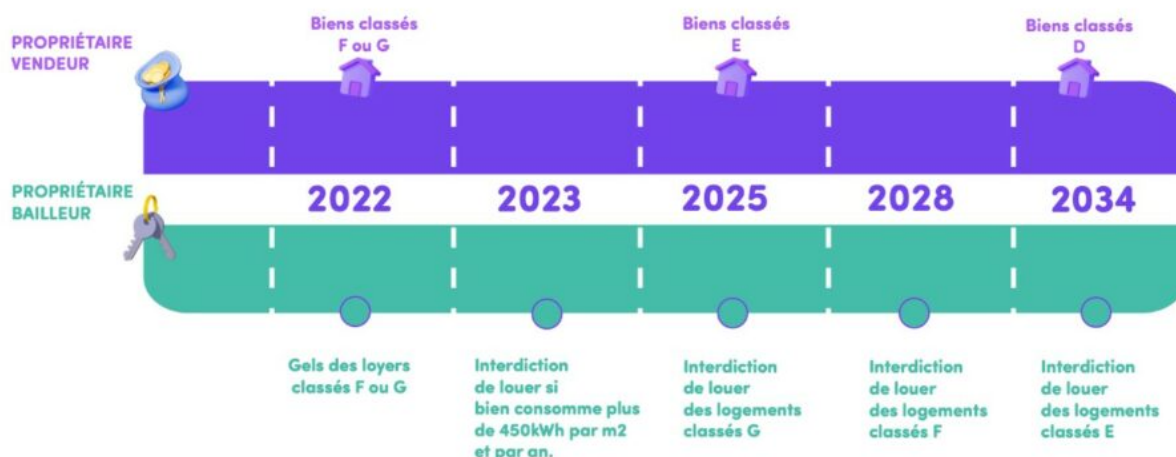 PROPRIÉTAIRE
VENDEUR
Biens classés
F ou G
Biens classés
E
Biens classés
D
PROPRIÉTAIRE
BAILLEUR
2022
2023
2025
2028
2034
Gels des loyers
classés F ou G
Interdiction
de louer si
bien consomme plus
de 450kWh par m2
et par an.
Interdiction
de louer
des logements
classés G
Interdiction
de louer
des logements
classés F
Interdiction
de louer
des logements
classés E